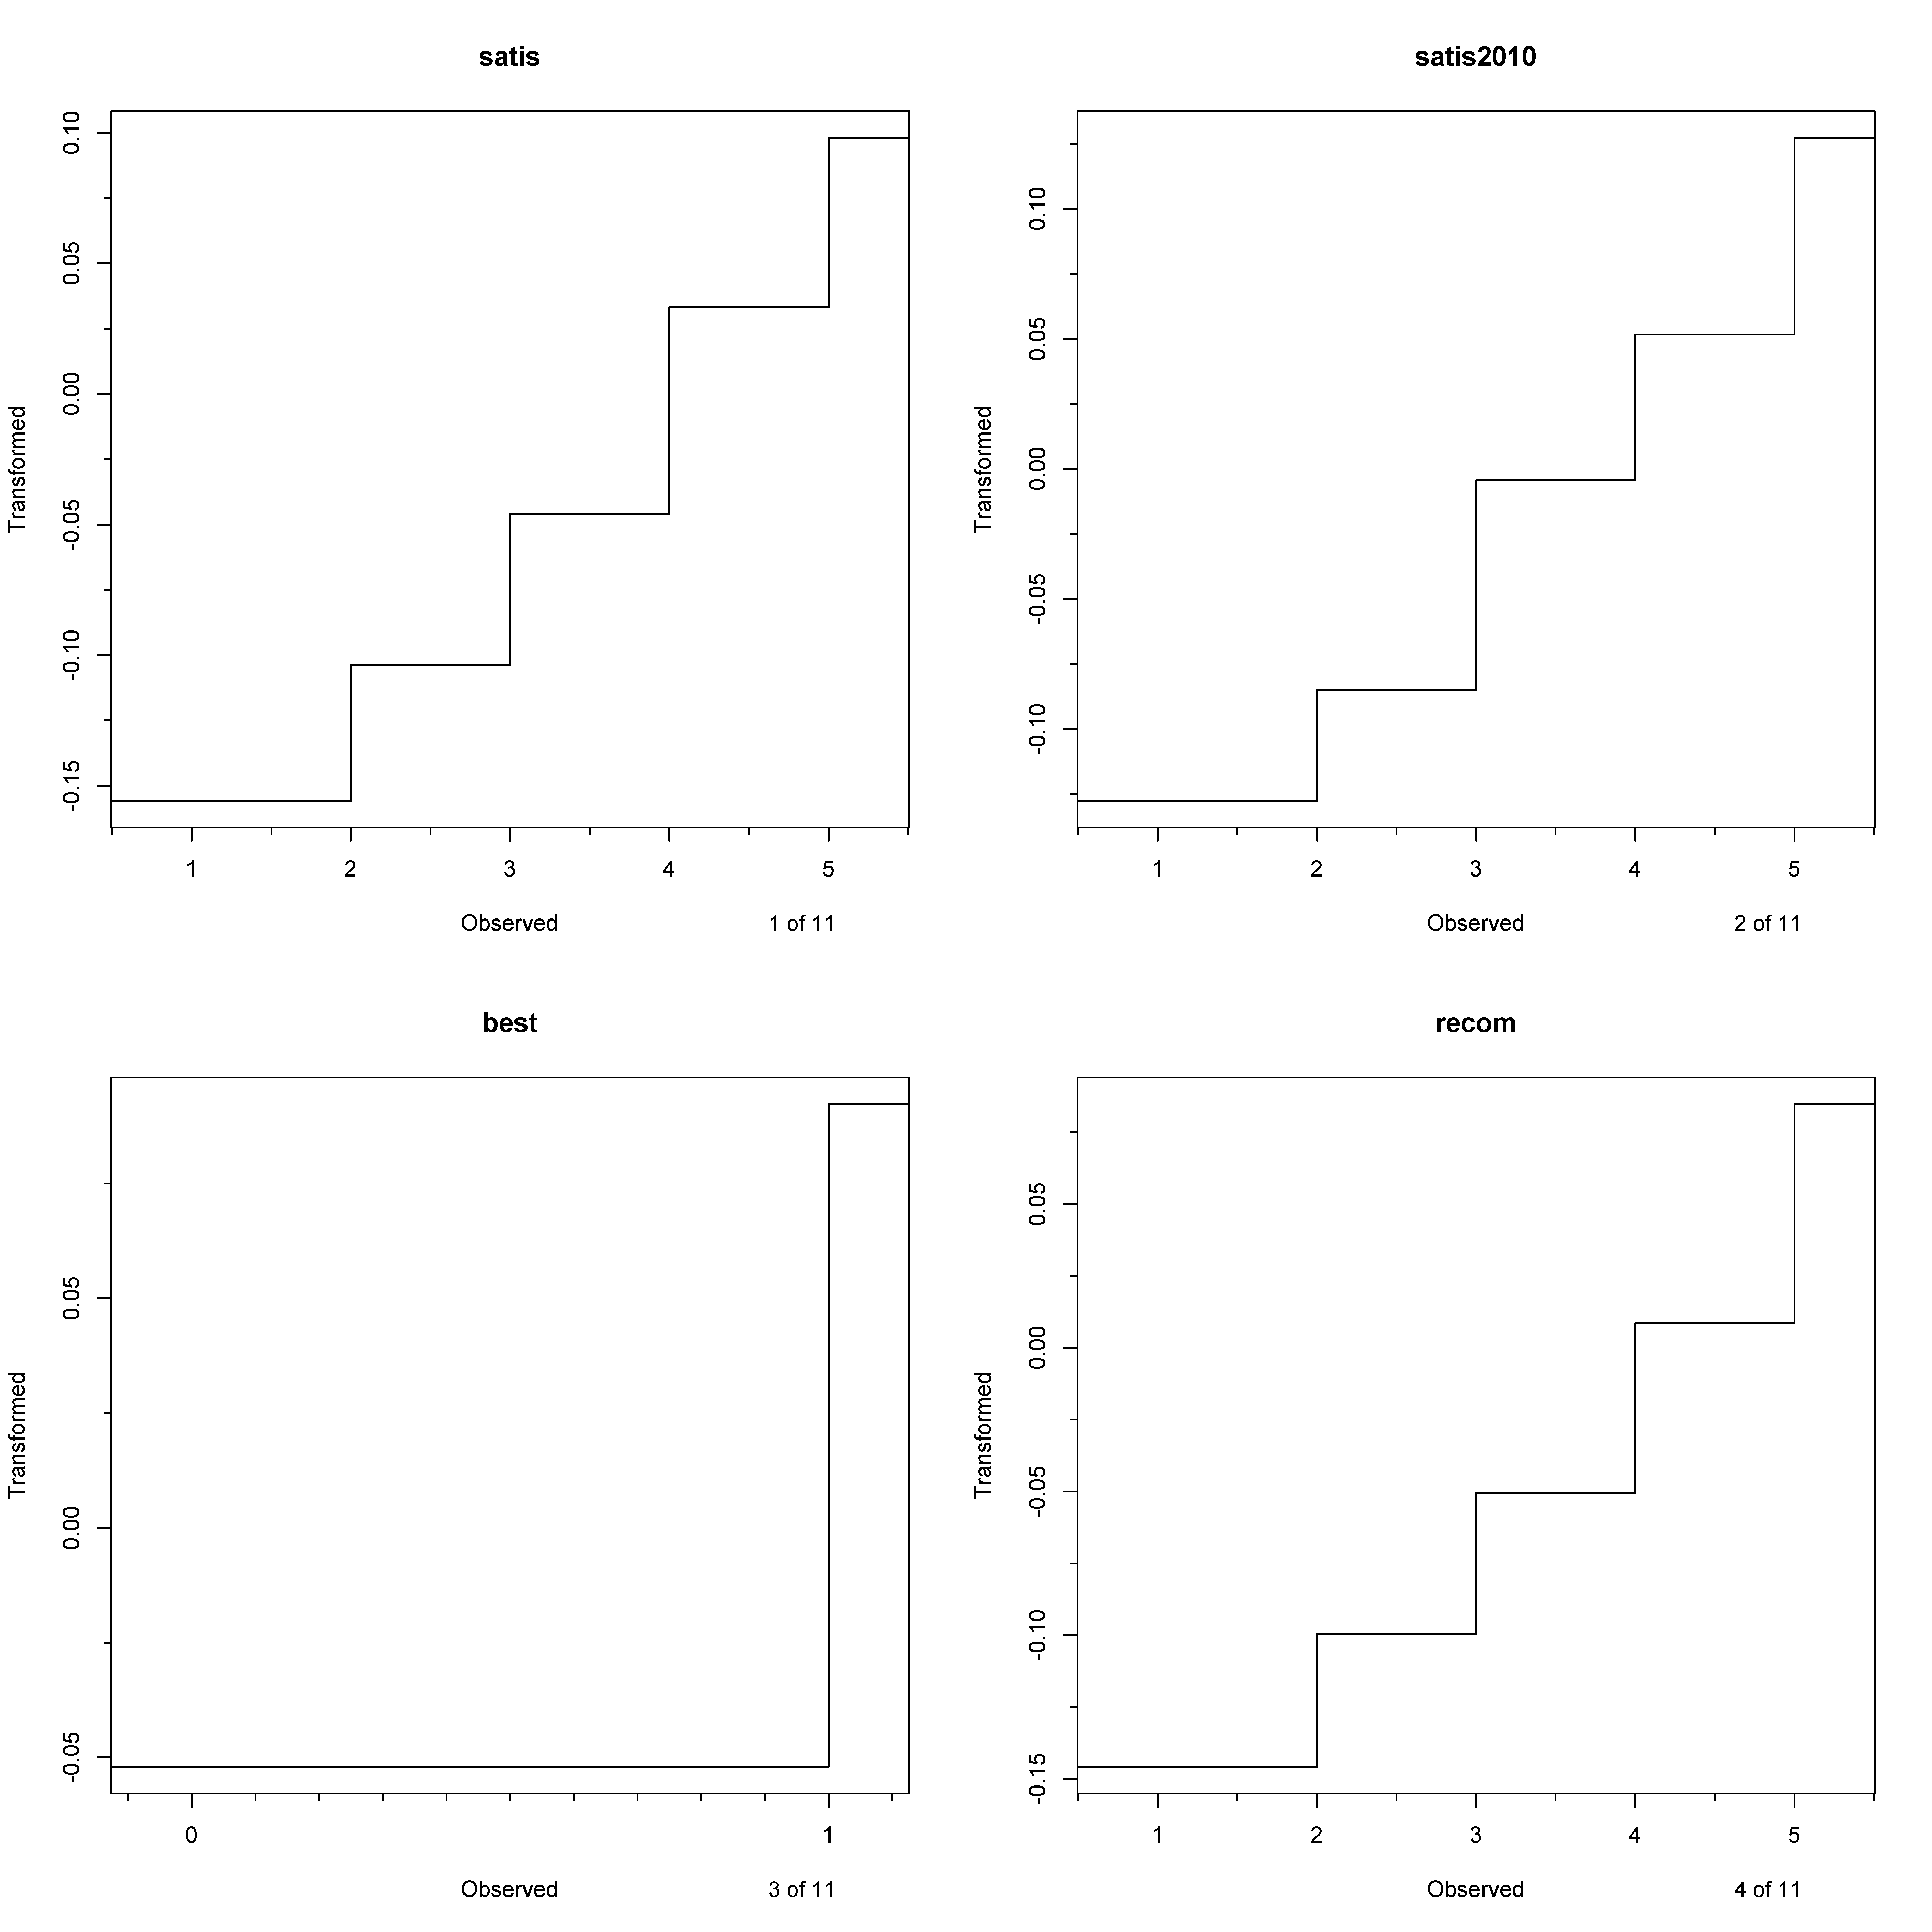 satis
0.10
0.05
0.00
-0.05
-0.10
-0.15
Transformed
1 2 3 4 5
Observed 1 of 11
satis2010
0.10
0.05
0.00
-0.05
-0.10
Transformed
1 2 3 4 5
Observed 2 of 11
best
0.05
0.00
-0.05
Transformed
0 1
Observed 3 of 11
recom
0.05
0.00
-0.05
-0.10
-0.15
Transformed
1 2 3 4 5
Observed 4 of 11